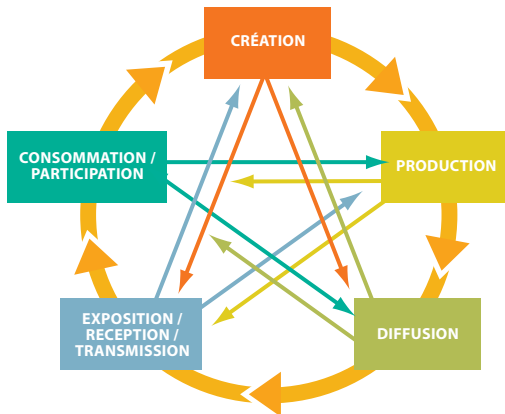 CRÉATION
CONSOMMATION /
PARTICIPATION
PRODUCTION
EXPOSITION /
RECEPTION /
TRANSMISSION
DIFFUSION